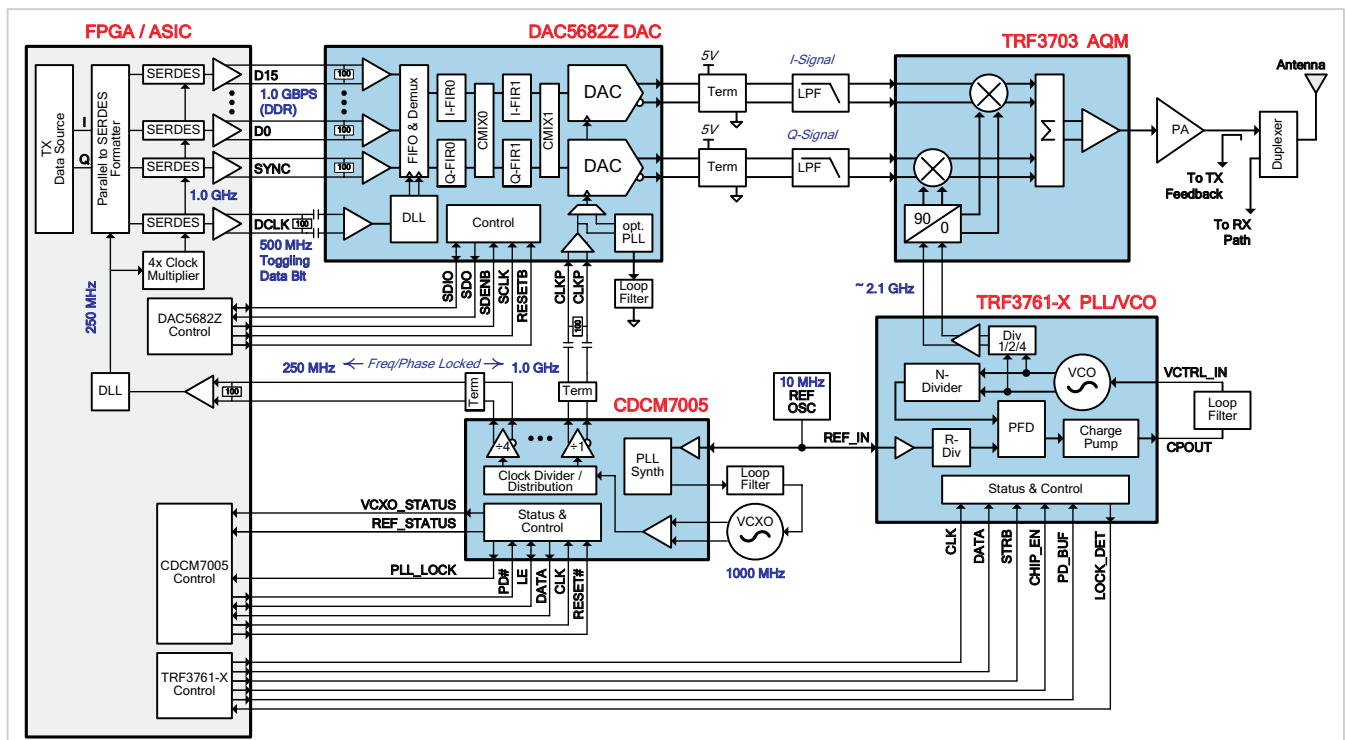 FPGA / ASIC
TX
Data Source
I
Q
Parallel to SERDES
Formatter
SERDES
SERDES
SERDES
SERDES
4x Clock
Multiplier
250 MHz
DAC5682Z
Control
DLL
CDCM7005
Control
TRF3761-X
Control
D15
1.0 GBPS
(DDR)
D0
SYNC
1.0 GHz
DCLK
100
100
100
100
500 MHz
Toggling
Data Bit
DAC5682Z DAC
FIFO & Demux
I-FIR0
Q-FIR0
CMIX0
I-FIR1
Q-FIR1
CMIX1
DAC
DAC
DLL
Control
opt.
PLL
Loop
Filter
SDIO
SDO
SDENB
SCLK
RESETB
CLKP
CLKP
100
5V
Term
I-Signal
LPF
5V
Term
Q-Signal
LPF
TRF3703 AQM
Σ
90
0
PA
To TX
Feedback
To RX
Path
Duplexer
Antenna
~ 2.1 GHz
250 MHz
Freq/Phase Locked
1.0 GHz
100
Term
Term
CDCM7005
÷4
÷1
Clock Divider /
Distribution
PLL
Synth
Loop
Filter
VCXO
1000 MHz
Status &
Control
VCXO_STATUS
REF_STATUS
PLL_LOCK
PD#
LE
DATA
CLK
RESET#
10 MHz
REF
OSC
REF_IN
TRF3761-X PLL/VCO
Div
1/2/4
N-
Divider
VCO
VCTRL_IN
Loop
Filter
CPOUT
R-
Div
PFD
Charge
Pump
Status & Control
CLK
DATA
STRB
CHIP_EN
PD_BUF
LOCK_DET